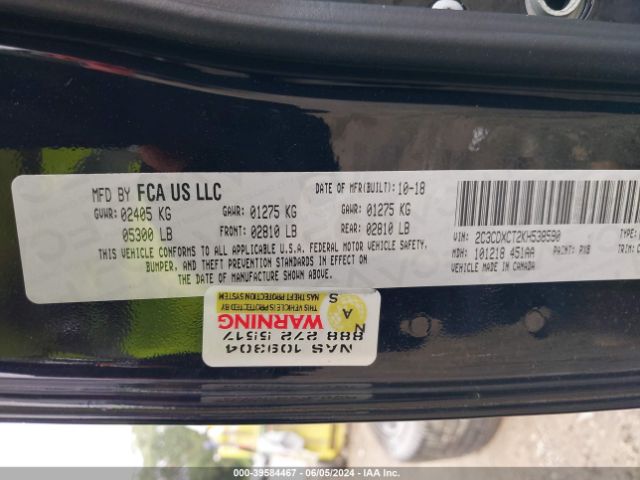 MFD BY FCA US LLC
DATE OF MFR(BUILT): 10-18
GVWR: 02405 KG
GAWR: 01275 KG
GAWR: 01275 KG
05300 LB
FRONT: 02810 LB
REAR: 02810 LB
THIS VEHICLE CONFORMS TO ALL APPLICABLE U.S.A. FEDERAL MOTOR VEHICLE SAFETY,
BUMPER, AND THEFT PREVENTION STANDARDS IN EFFECT ON
THE DATE OF MANUFACTURE SHOWN ABOVE.
VIN: 2C3CDXCT2KH538590
TYPE:
MDH: 101218 451AA
PAINT: PXB
TRIM:
VEHICLE MADE IN CANADA
NAS 109304
888 272 5517
WARNING
THIS VEHICLE IS PROTECTED BY
NAS THEFT PROTECTION SYSTEM
N
A
S
000-39584467 - 06/05/2024 - IAA Inc.